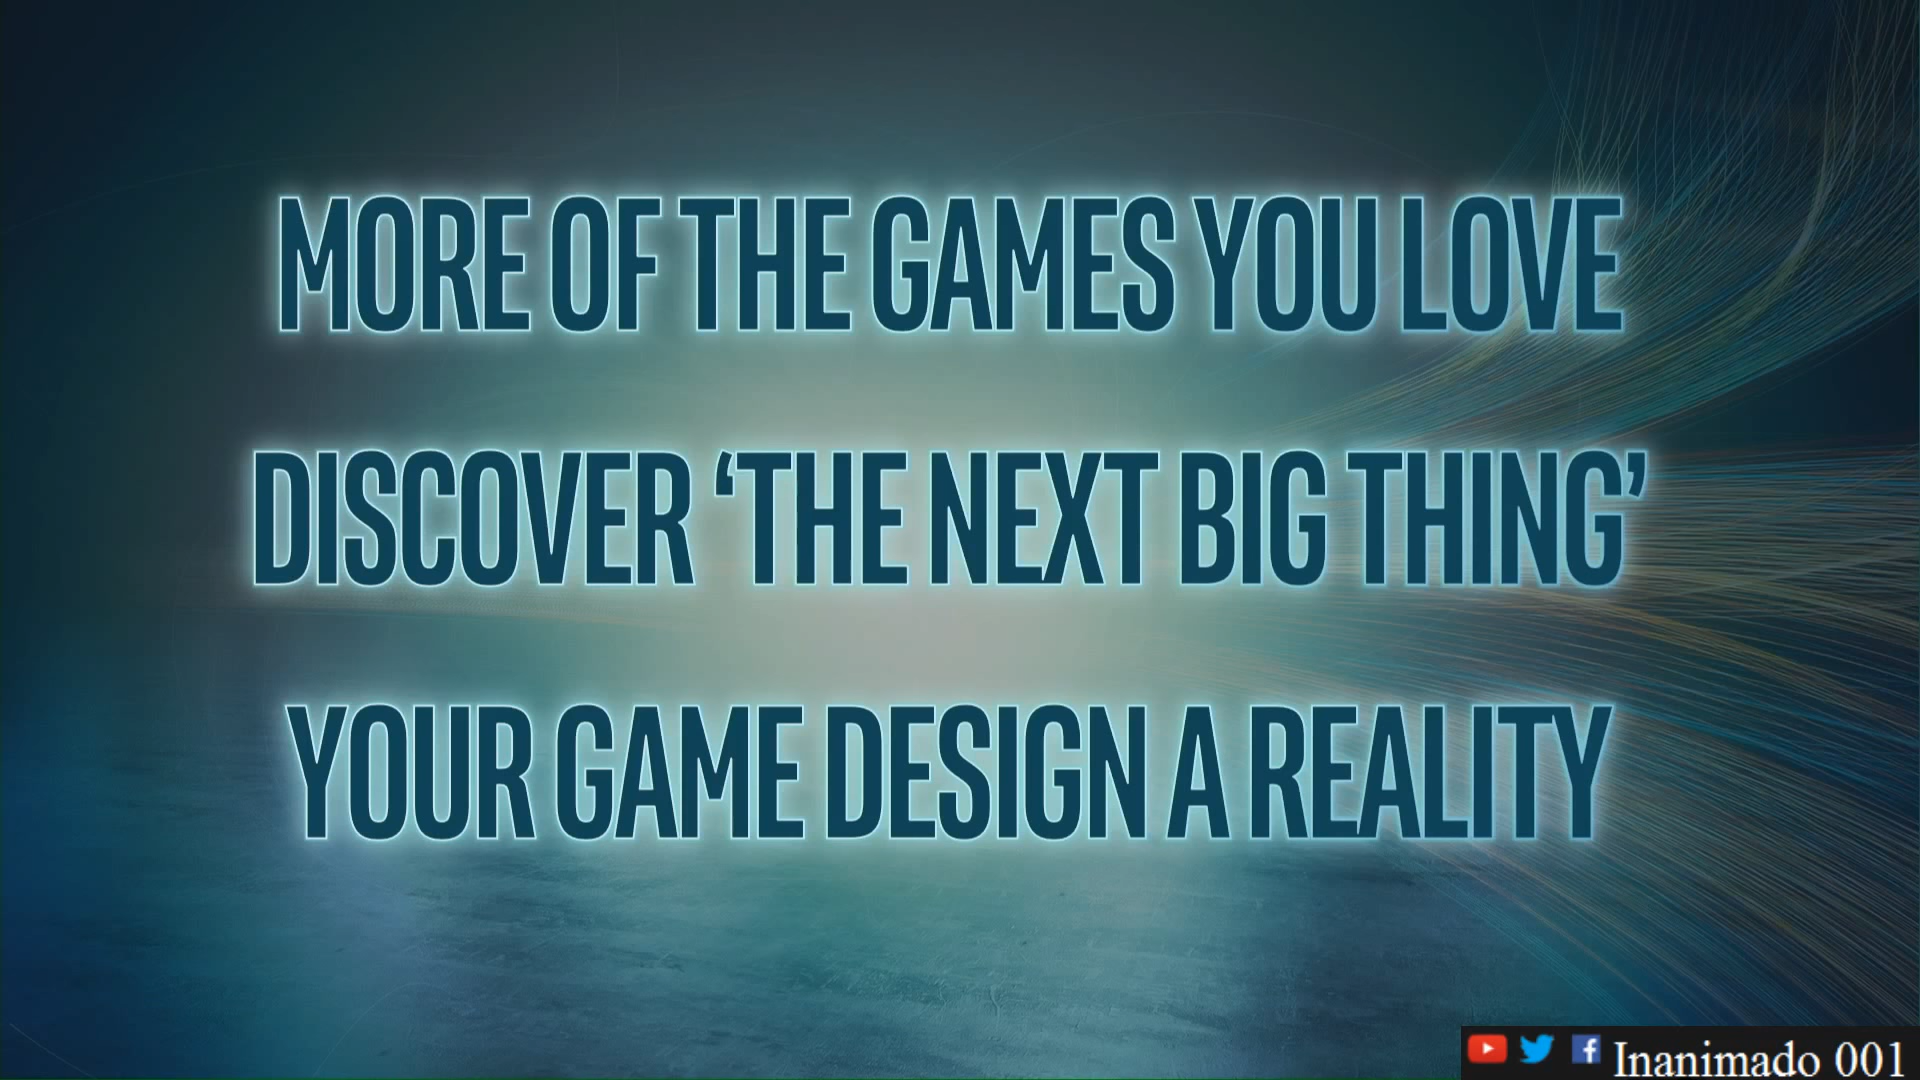 MORE OF THE GAMES YOU LOVE
DISCOVER ‘THE NEXT BIG THING’
YOUR GAME DESIGN A REALITY
Inanimado 001